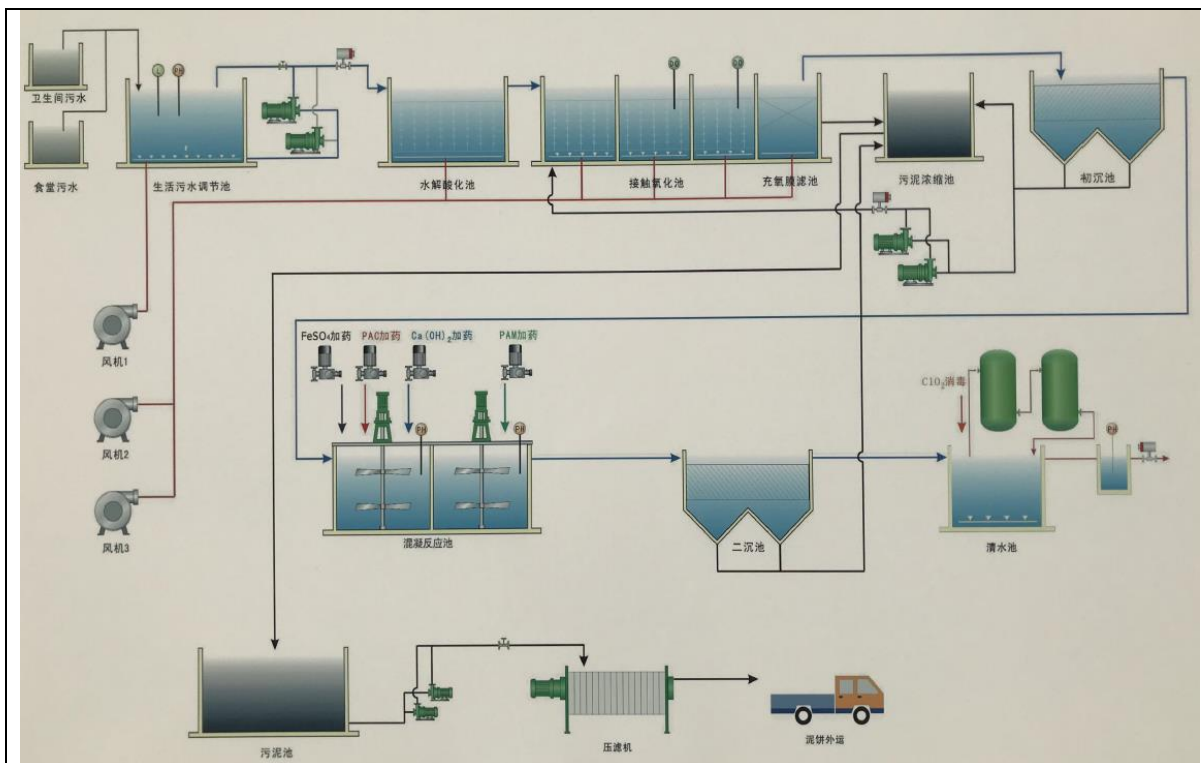 卫生间污水
食堂污水
生活污水调节池
PH
水解酸化池
接触氧化池
充氧膜滤池
污泥浓缩池
初沉池
风机1
风机2
风机3
FeSO₄加药
PAC加药
Ca(OH)₂加药
PAM加药
PH
PH
混凝反应池
二沉池
ClO₂消毒
PH
清水池
污泥池
压滤机
泥饼外运